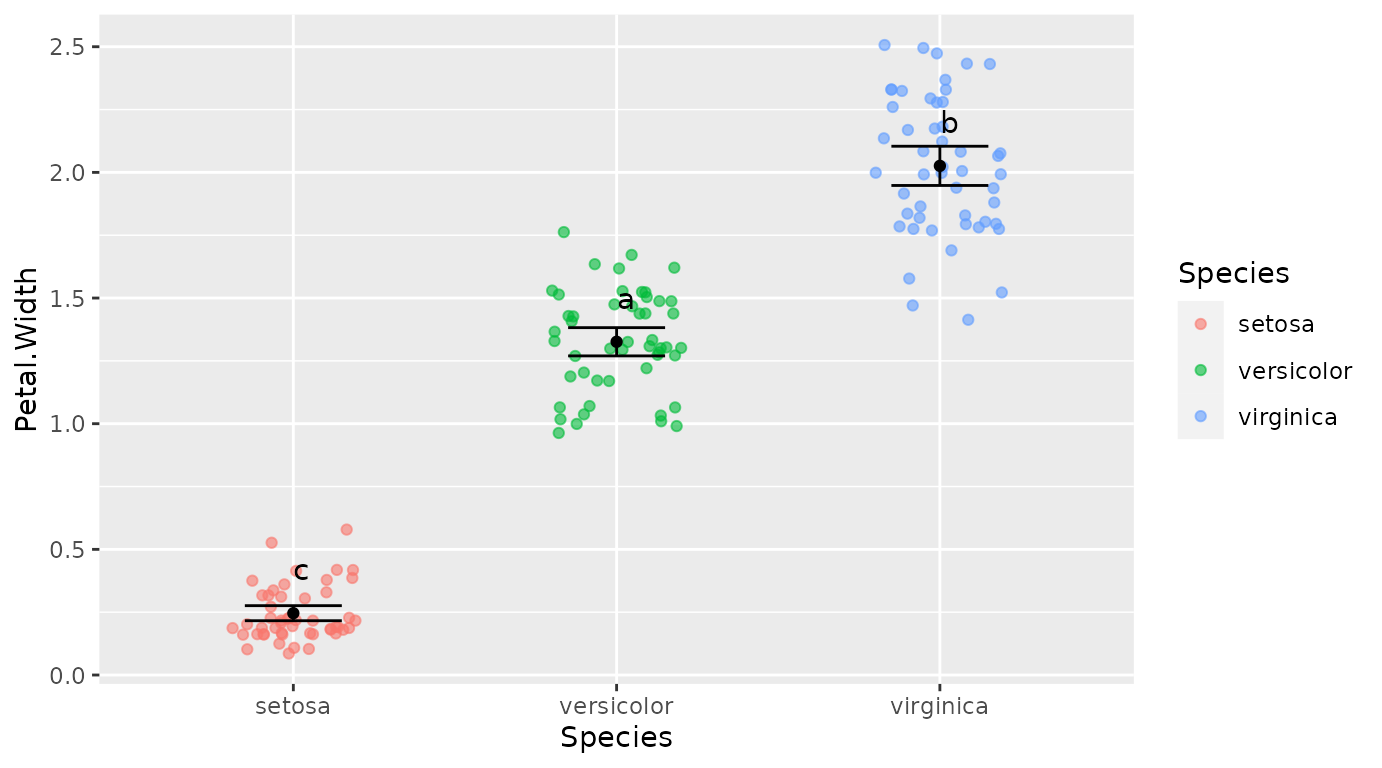 2.5
2.0
1.5
1.0
0.5
0.0
Petal.Width
b
a
c
setosa
versicolor
virginica
Species
Species
setosa
versicolor
virginica